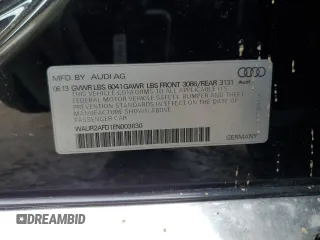 MFD BY: AUDI AG
06 13 GVWR LBS 6041 GAWR LBS FRONT 3086/REAR 3131
THIS VEHICLE CONFORMS TO ALL APPLICABLE U.S.
FEDERAL MOTOR VEHICLE SAFETY, BUMPER AND THEFT
PREVENTION STANDARDS IN EFFECT ON THE DATE OF
MANUFACTURE SHOWN ABOVE
PASSENGER CAR
GERMANY
© DVIDCARS.COM